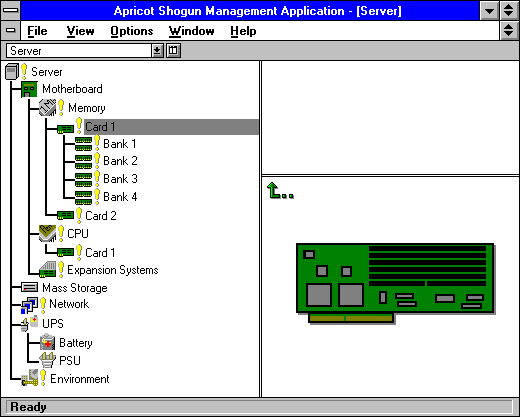 Apricot Shogun Management Application - [Server]
File View Options Window Help
Server
Server
Motherboard
Memory
Card 1
Bank 1
Bank 2
Bank 3
Bank 4
Card 2
CPU
Card 1
Expansion Systems
Mass Storage
Network
UPS
Battery
PSU
Environment
Ready